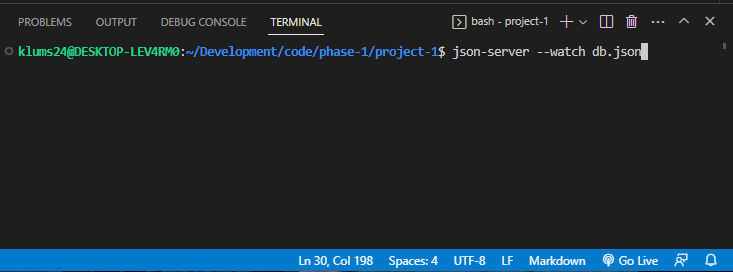 PROBLEMS OUTPUT DEBUG CONSOLE TERMINAL bash - project-1
klums24@DESKTOP-LEV4RM0:~/Development/code/phase-1/project-1$ json-server --watch db.json
Ln 30, Col 198 Spaces: 4 UTF-8 LF Markdown Go Live